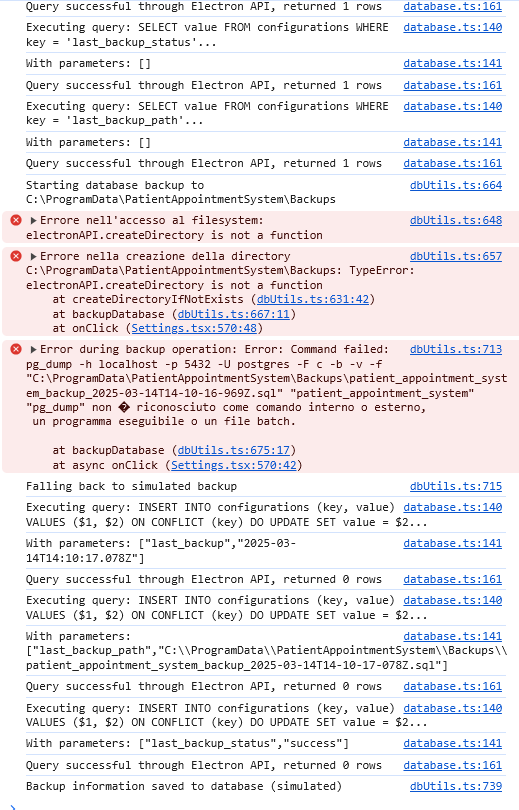 Query successful through Electron API, returned 1 rows database.ts:161
Executing query: SELECT value FROM configurations WHERE database.ts:140
key = 'last_backup_status'...
With parameters: [] database.ts:141
Query successful through Electron API, returned 1 rows database.ts:161
Executing query: SELECT value FROM configurations WHERE database.ts:140
key = 'last_backup_path'...
With parameters: [] database.ts:141
Query successful through Electron API, returned 1 rows database.ts:161
Starting database backup to dbUtils.ts:664
C:\ProgramData\PatientAppointmentSystem\Backups
Errore nell'accesso al filesystem: dbUtils.ts:648
electronAPI.createDirectory is not a function
Errore nella creazione della directory dbUtils.ts:657
C:\ProgramData\PatientAppointmentSystem\Backups: TypeError:
electronAPI.createDirectory is not a function
at createDirectoryIfNotExists (dbUtils.ts:631:42)
at backupDatabase (dbUtils.ts:667:11)
at onClick (Settings.tsx:570:48)
Error during backup operation: Error: Command failed: dbUtils.ts:713
pg_dump -h localhost -p 5432 -U postgres -F c -b -v -f
"C:\ProgramData\PatientAppointmentSystem\Backups\patient_appointment_syst
em_backup_2025-03-14T14-10-16-969Z.sql" "patient_appointment_system"
"pg_dump" non � riconosciuto come comando interno o esterno,
un programma eseguibile o un file batch.
at backupDatabase (dbUtils.ts:675:17)
at async onClick (Settings.tsx:570:42)
Falling back to simulated backup dbUtils.ts:715
Executing query: INSERT INTO configurations (key, value) database.ts:140
VALUES ($1, $2) ON CONFLICT (key) DO UPDATE SET value = $2...
With parameters: ["last_backup","2025-03- database.ts:141
14T14:10:17.078Z"]
Query successful through Electron API, returned 0 rows database.ts:161
Executing query: INSERT INTO configurations (key, value) database.ts:140
VALUES ($1, $2) ON CONFLICT (key) DO UPDATE SET value = $2...
With parameters: database.ts:141
["last_backup_path","C:\\ProgramData\\PatientAppointmentSystem\\Backups\\
patient_appointment_system_backup_2025-03-14T14-10-17-078Z.sql"]
Query successful through Electron API, returned 0 rows database.ts:161
Executing query: INSERT INTO configurations (key, value) database.ts:140
VALUES ($1, $2) ON CONFLICT (key) DO UPDATE SET value = $2...
With parameters: ["last_backup_status","success"] database.ts:141
Query successful through Electron API, returned 0 rows database.ts:161
Backup information saved to database (simulated) dbUtils.ts:739